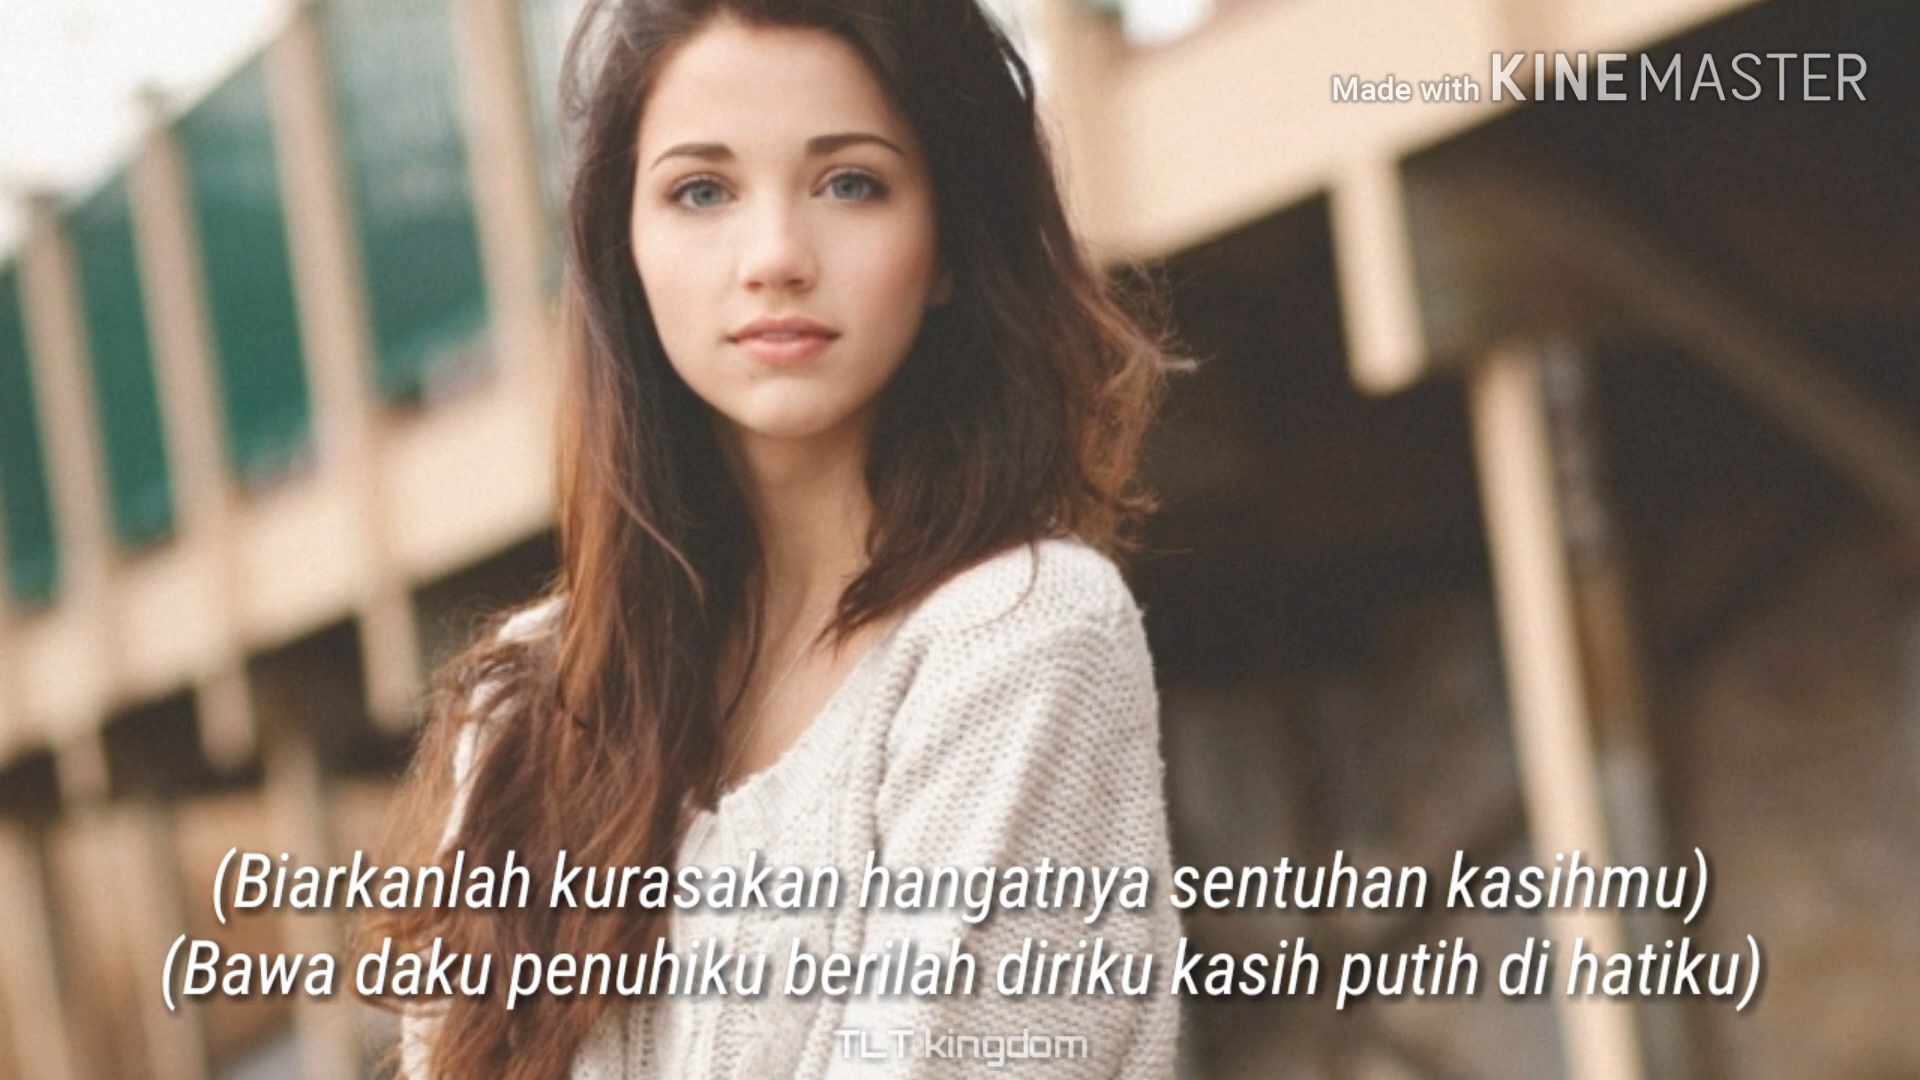 Made with KINEMASTER
(Biarkanlah kurasakan hangatnya sentuhan kasihmu)
(Bawa daku penuhiku berilah diriku kasih putih di hatiku)
TLT kingdom